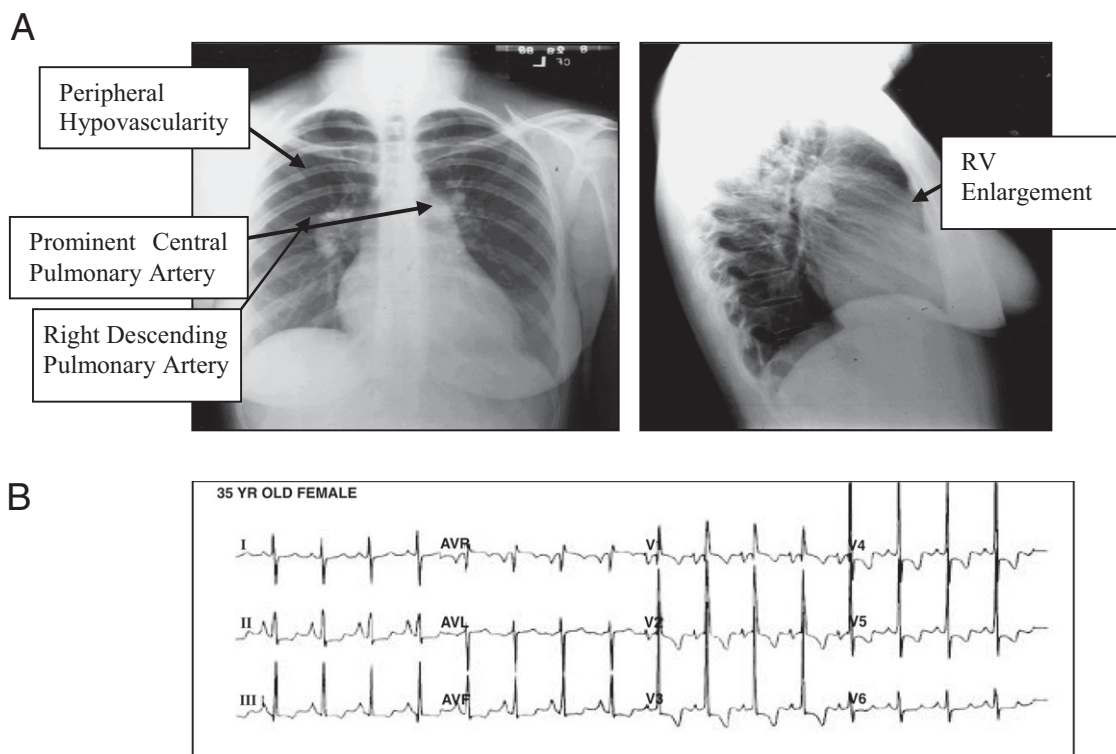 A
L
Peripheral
Hypovascularity
RV
Enlargement
Prominent Central
Pulmonary Artery
Right Descending
Pulmonary Artery
B
35 YR OLD FEMALE
I
AVR
V1
V4
II
AVL
V2
V5
III
AVF
V3
V6